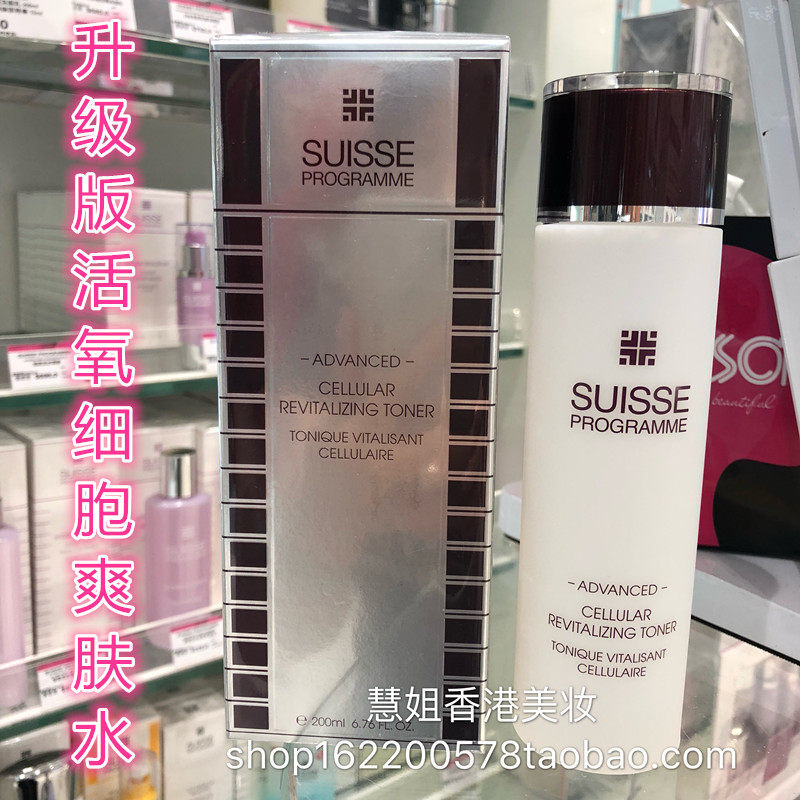 升级版活氧细胞爽肤水
SUISSE
PROGRAMME
- ADVANCED -
CELLULAR
REVITALIZING TONER
TONIQUE VITALISANT
CELLULAIRE
e 200ml 6.76 FL. OZ.
SUISSE
PROGRAMME
- ADVANCED -
CELLULAR
REVITALIZING TONER
TONIQUE VITALISANT
CELLULAIRE
beautiful
慧姐香港美妆
shop162200578taobao.com